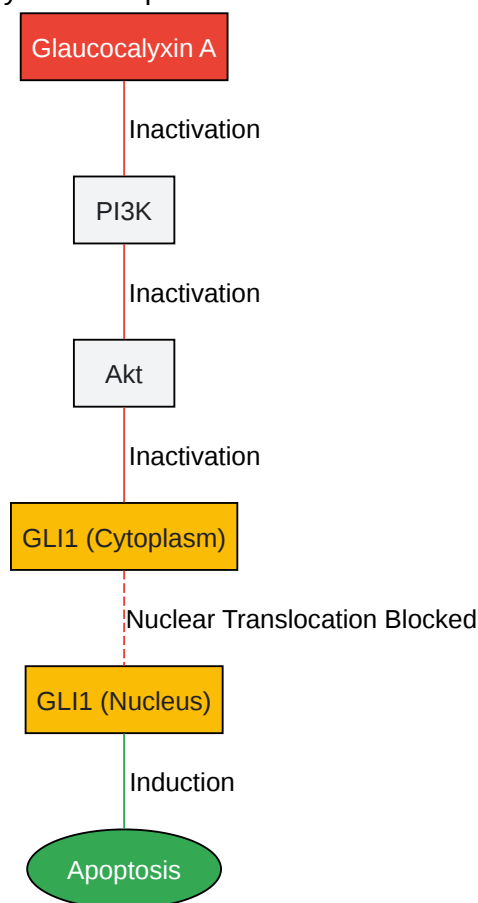 Glaucocalyxin A
Inactivation
PI3K
Inactivation
Akt
Inactivation
GLI1 (Cytoplasm)
Nuclear Translocation Blocked
GLI1 (Nucleus)
Induction
Apoptosis